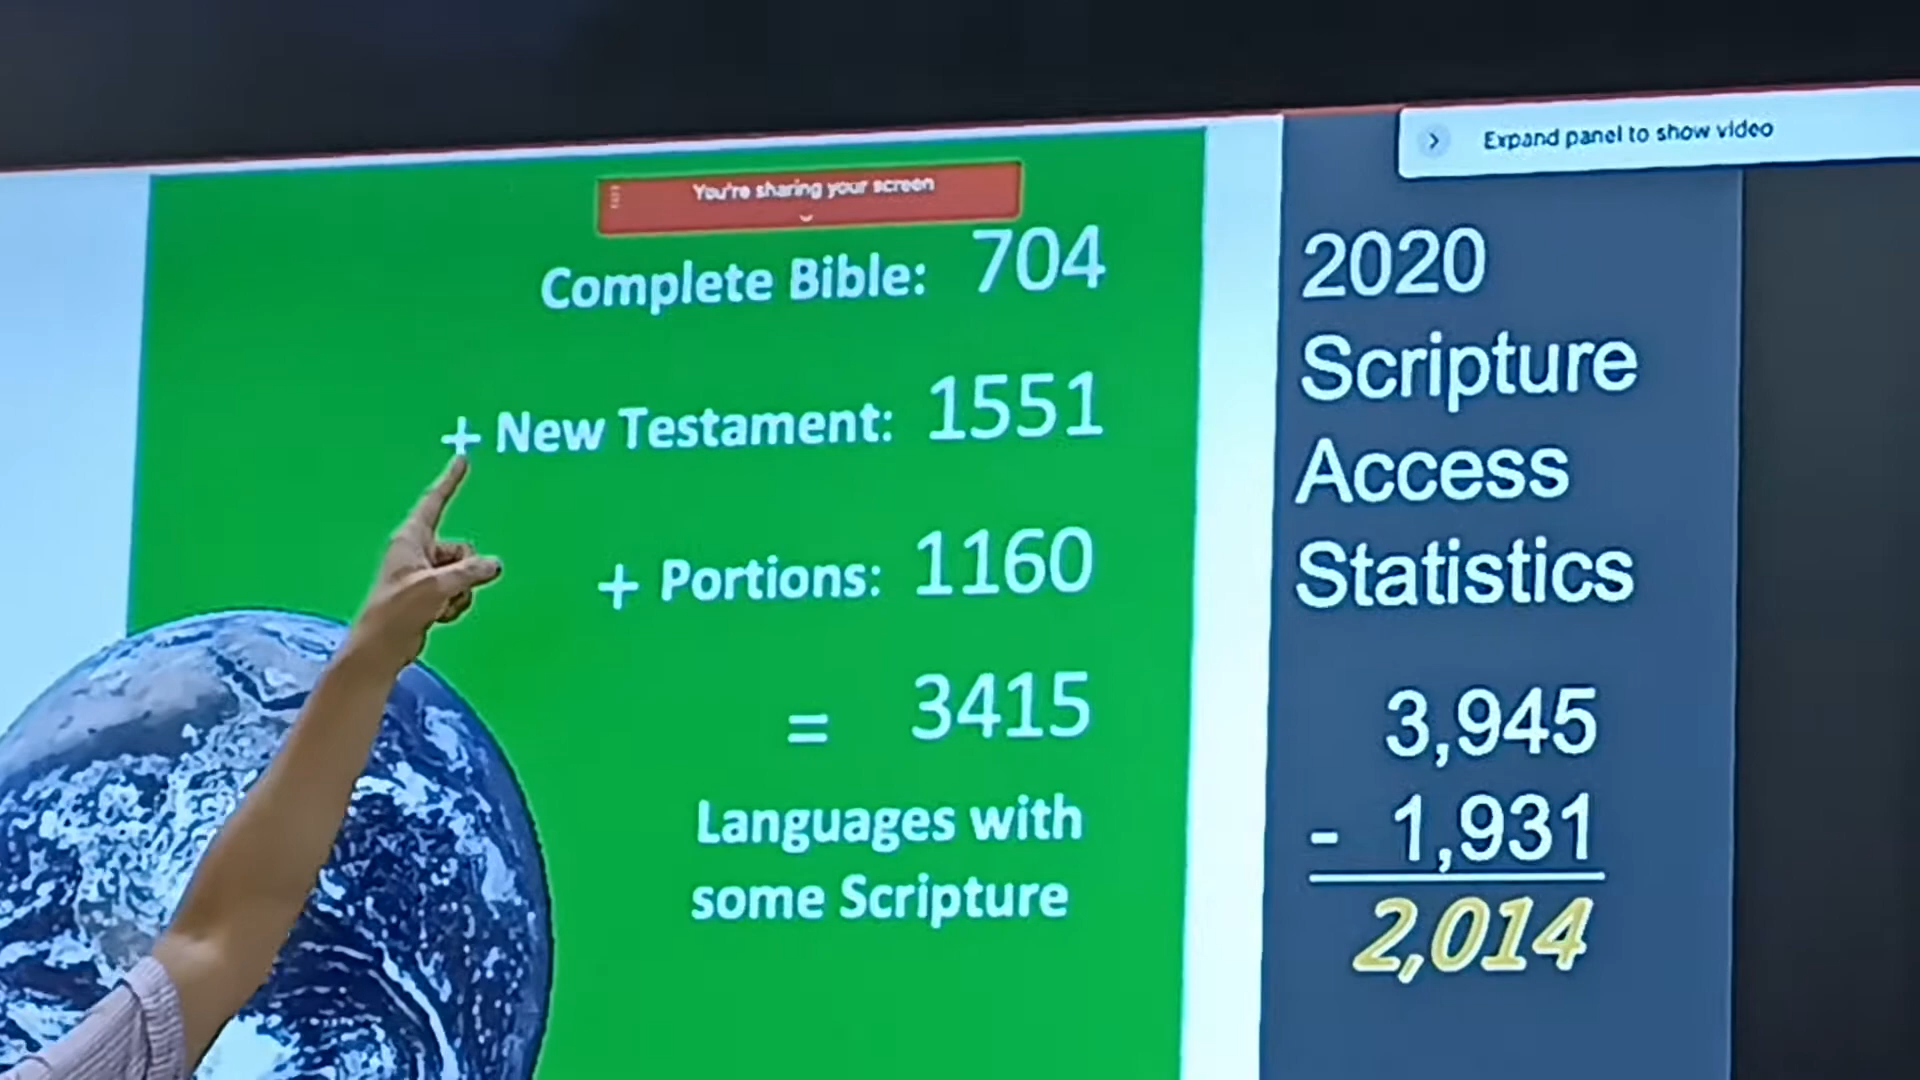 You're sharing your screen
Expand panel to show video
Complete Bible: 704
+ New Testament: 1551
+ Portions: 1160
= 3415
Languages with
some Scripture
2020
Scripture
Access
Statistics
3,945
- 1,931
2,014